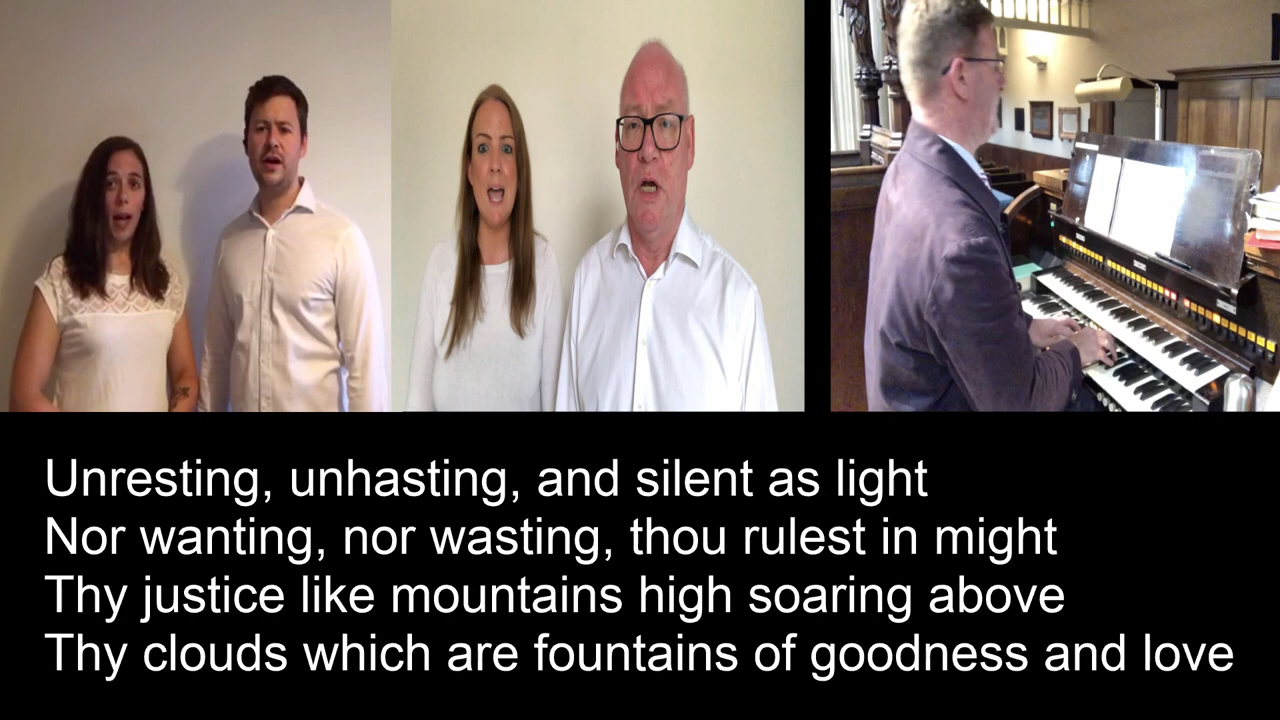 Unresting, unhasting, and silent as light
Nor wanting, nor wasting, thou rulest in might
Thy justice like mountains high soaring above
Thy clouds which are fountains of goodness and love